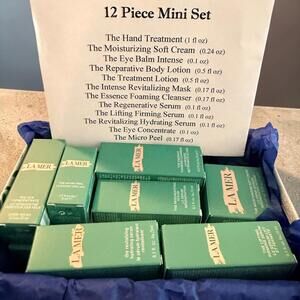 12 Piece Mini Set
The Hand Treatment (1 fl oz)
The Moisturizing Soft Cream (0.24 oz)
The Eye Balm Intense (0.1 oz)
The Reparative Body Lotion (0.5 fl oz)
The Treatment Lotion (0.5 fl oz)
The Intense Revitalizing Mask (0.17 fl oz)
The Essence Foaming Cleanser (0.17 fl oz)
The Regenerative Serum (0.1 fl oz)
The Lifting Firming Serum (0.1 fl oz)
The Revitalizing Hydrating Serum (0.1 fl oz)
The Eye Concentrate (0.1 oz)
The Micro Peel (0.17 fl oz)
LA MER
LA MER
LA MER
LA MER
LA MER
LA MER
the revitalizing
hydrating serum
LA MER